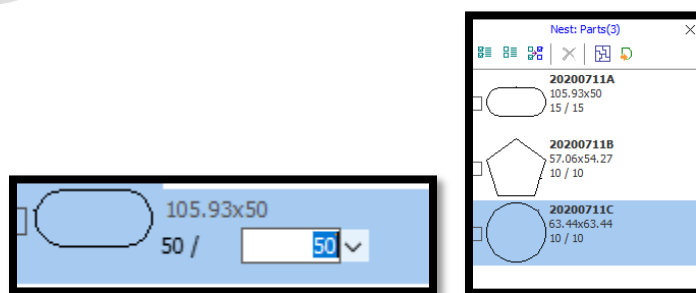 105.93x50
50 / 50
Nest: Parts(3)
20200711A
105.93x50
15 / 15
20200711B
57.06x54.27
10 / 10
20200711C
63.44x63.44
10 / 10